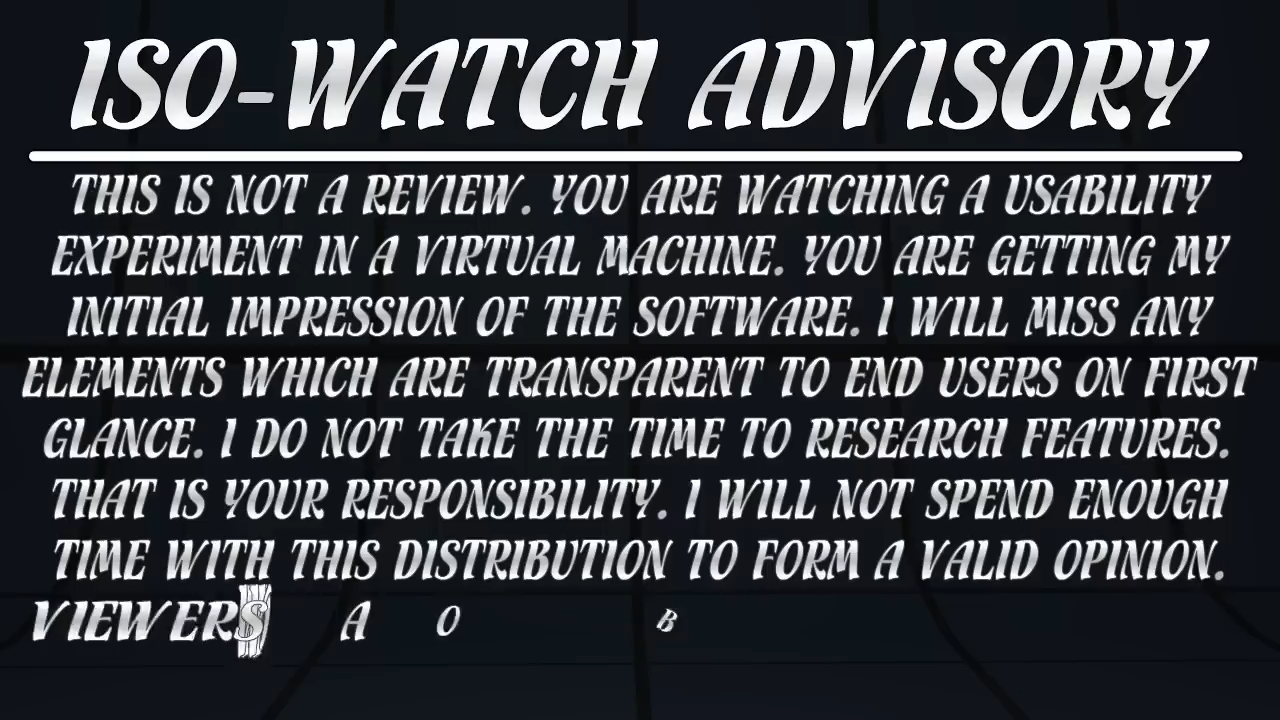 ISO-WATCH ADVISORY
THIS IS NOT A REVIEW. YOU ARE WATCHING A USABILITY
EXPERIMENT IN A VIRTUAL MACHINE. YOU ARE GETTING MY
INITIAL IMPRESSION OF THE SOFTWARE. I WILL MISS ANY
ELEMENTS WHICH ARE TRANSPARENT TO END USERS ON FIRST
GLANCE. I DO NOT TAKE THE TIME TO RESEARCH FEATURES.
THAT IS YOUR RESPONSIBILITY. I WILL NOT SPEND ENOUGH
TIME WITH THIS DISTRIBUTION TO FORM A VALID OPINION.
VIEWERS A O B